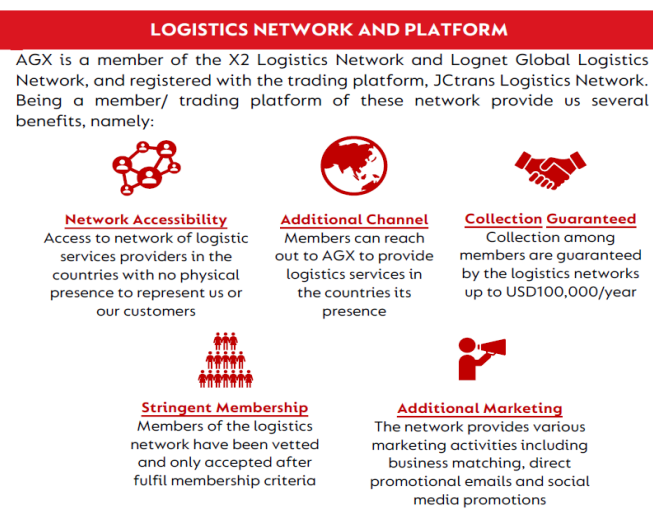 LOGISTICS NETWORK AND PLATFORM
AGX is a member of the X2 Logistics Network and Lognet Global Logistics
Network, and registered with the trading platform, JCtrans Logistics Network.
Being a member/ trading platform of these network provide us several
benefits, namely:
Network Accessibility
Access to network of logistic
services providers in the
countries with no physical
presence to represent us or
our customers
Additional Channel
Members can reach
out to AGX to provide
logistics services in
the countries its
presence
Collection Guaranteed
Collection among
members are guaranteed
by the logistics networks
up to USD100,000/year
Stringent Membership
Members of the logistics
network have been vetted
and only accepted after
fulfil membership criteria
Additional Marketing
The network provides various
marketing activities including
business matching, direct
promotional emails and social
media promotions